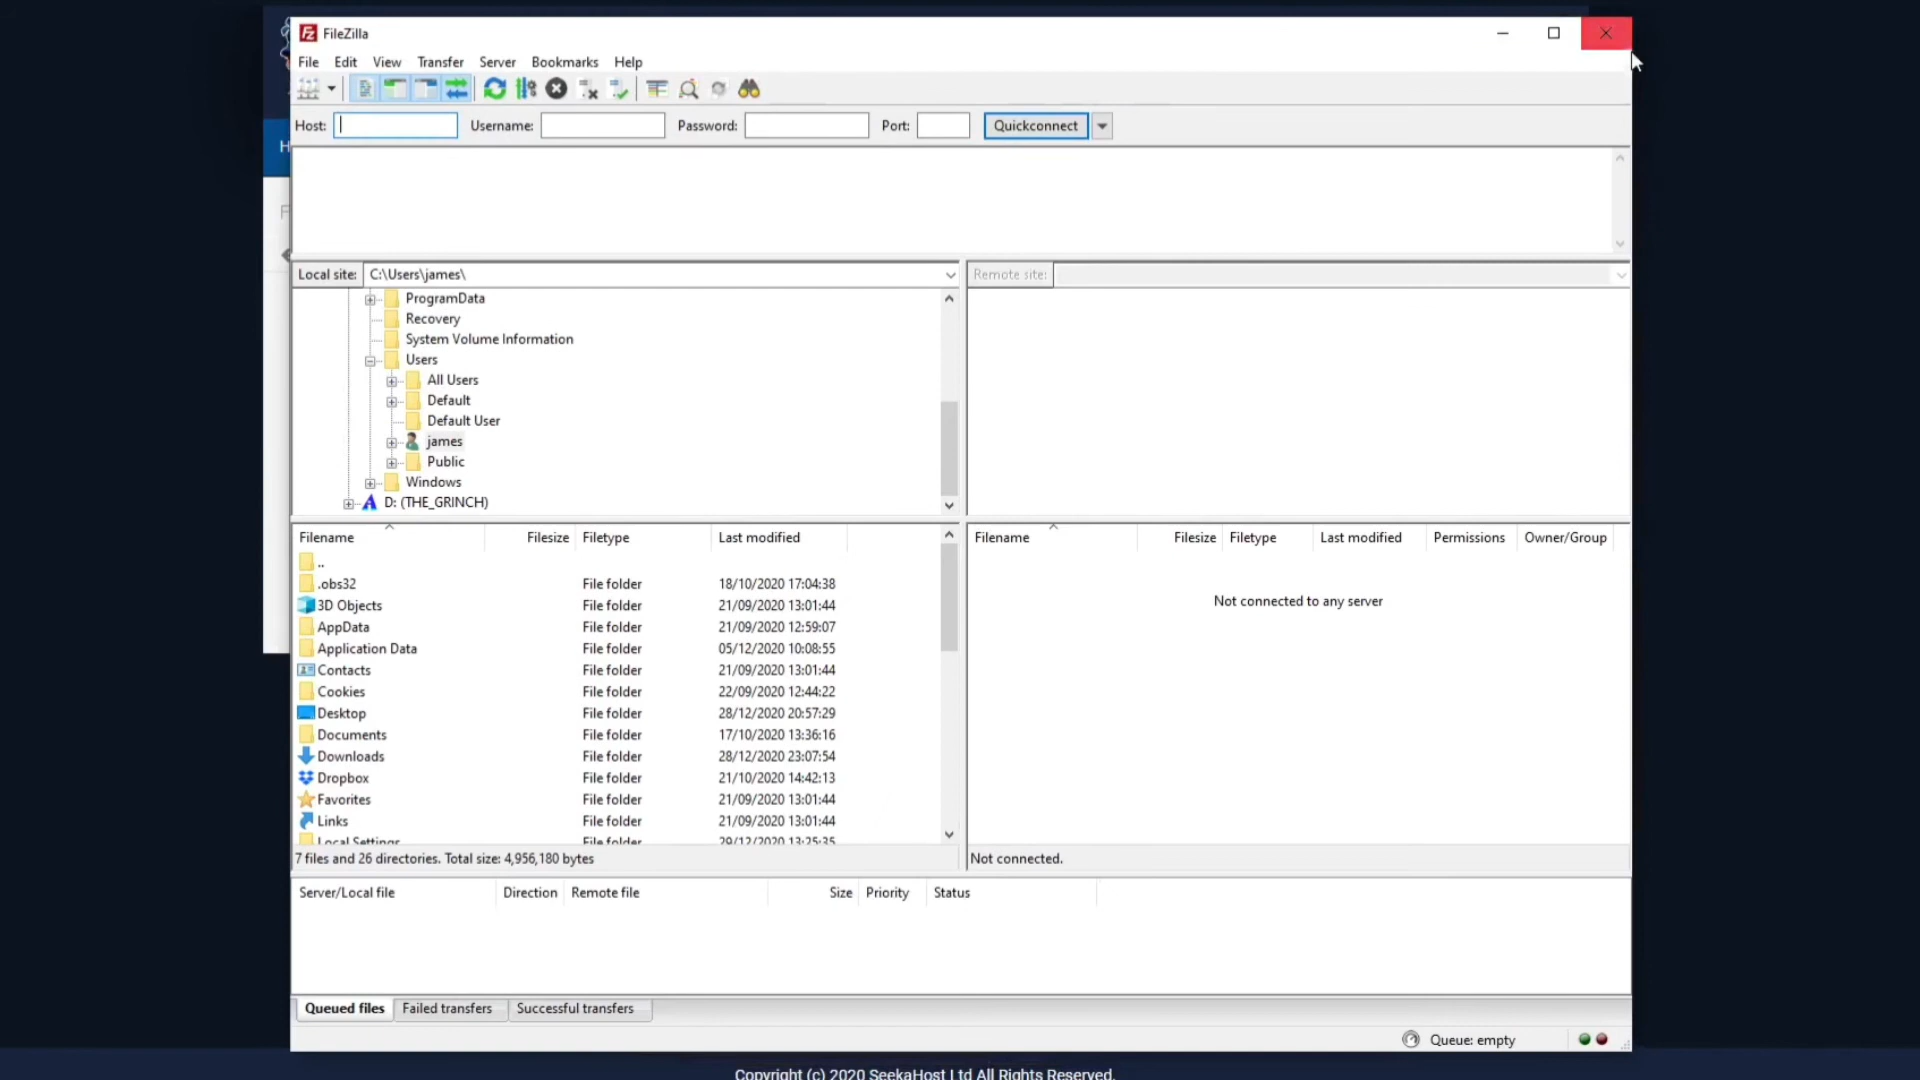 FileZilla
File Edit View Transfer Server Bookmarks Help
Host: Username: Password: Port: Quickconnect
Local site: C:\Users\james\
Remote site:
ProgramData
Recovery
System Volume Information
Users
All Users
Default
Default User
james
Public
Windows
D: (THE_GRINCH)
Filename Filesize Filetype Last modified
..
.obs32 File folder 18/10/2020 17:04:38
3D Objects File folder 21/09/2020 13:01:44
AppData File folder 21/09/2020 12:59:07
Application Data File folder 05/12/2020 10:08:55
Contacts File folder 21/09/2020 13:01:44
Cookies File folder 22/09/2020 12:44:22
Desktop File folder 28/12/2020 20:57:29
Documents File folder 17/10/2020 13:36:16
Downloads File folder 28/12/2020 23:07:54
Dropbox File folder 21/10/2020 14:42:13
Favorites File folder 21/09/2020 13:01:44
Links File folder 21/09/2020 13:01:44
Local Settings File folder 29/12/2020 13:25:35
7 files and 26 directories. Total size: 4,956,180 bytes
Filename Filesize Filetype Last modified Permissions Owner/Group
Not connected to any server
Not connected.
Server/Local file Direction Remote file Size Priority Status
Queued files Failed transfers Successful transfers
Queue: empty
Copyright (c) 2020 SeekaHost Ltd All Rights Reserved.